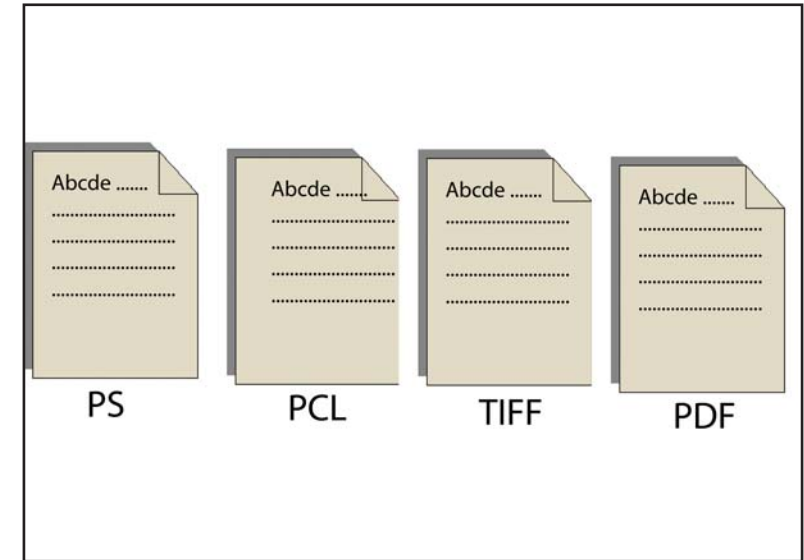 Abcde .......
PS
Abcde .......
PCL
Abcde .......
TIFF
Abcde .......
PDF